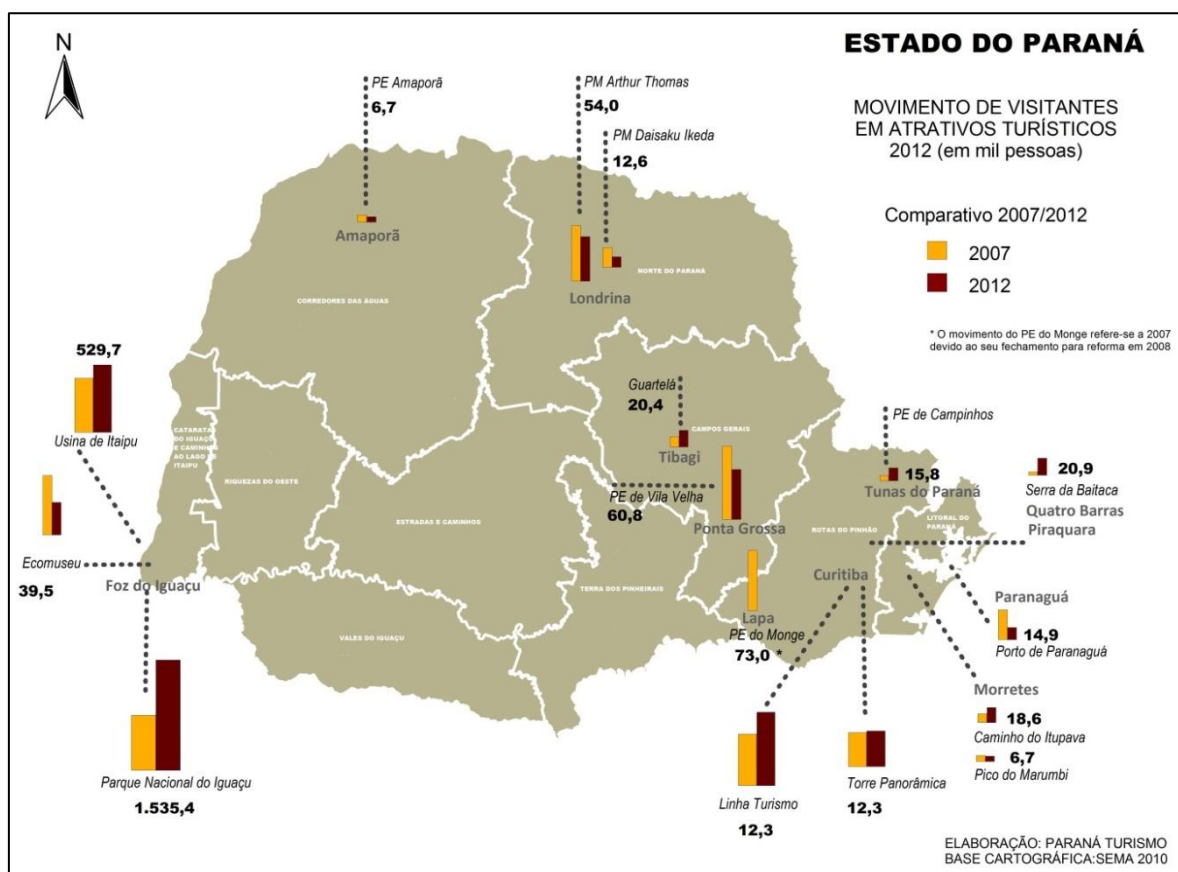 ESTADO DO PARANÁ
MOVIMENTO DE VISITANTES
EM ATRATIVOS TURÍSTICOS
2012 (em mil pessoas)
Comparativo 2007/2012
2007
2012
* O movimento do PE do Monge refere-se a 2007
devido ao seu fechamento para reforma em 2008
N
PE Amaporã
6,7
Amaporã
PM Arthur Thomas
54,0
PM Daisaku Ikeda
12,6
Londrina
NORTE DO PARANÁ
CORREDORES DAS ÁGUAS
529,7
Usina de Itaipu
CATARATAS
DO IGUAÇU
E CAMINHOS
AO LAGO DE
ITAIPU
RIQUEZAS DO OESTE
ESTRADAS E CAMINHOS
Guartelá
20,4
CAMPOS GERAIS
Tibagi
PE de Vila Velha
60,8
Ponta Grossa
PE de Campinhos
15,8
Tunas do Paraná
20,9
Serra da Baitaca
Quatro Barras
Piraquara
ROTAS DO PINHÃO
LITORAL DO
PARANÁ
Ecomuseu
39,5
Foz do Iguaçu
TERRA DOS PINHEIRAIS
VALES DO IGUAÇU
Curitiba
Lapa
PE do Monge
73,0 *
Paranaguá
14,9
Porto de Paranaguá
Morretes
18,6
Caminho do Itupava
6,7
Pico do Marumbi
Parque Nacional do Iguaçu
1.535,4
Linha Turismo
12,3
Torre Panorâmica
12,3
ELABORAÇÃO: PARANÁ TURISMO
BASE CARTOGRÁFICA:SEMA 2010